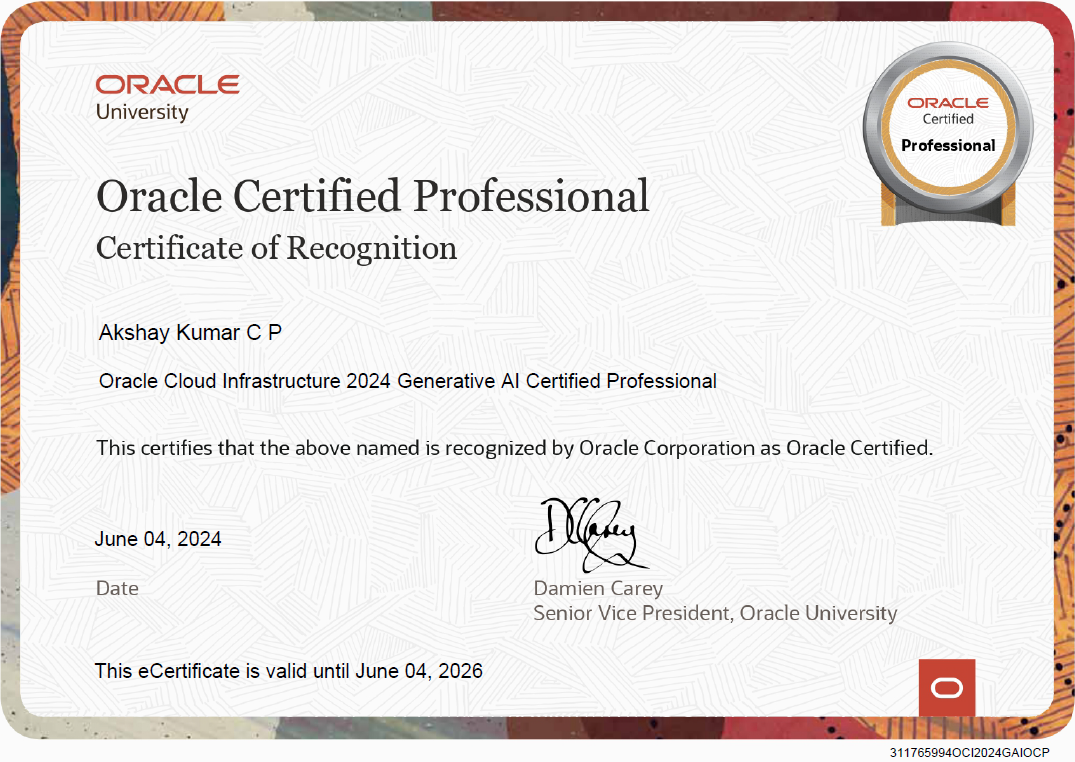 ORACLE
University
ORACLE
Certified
Professional
Oracle Certified Professional
Certificate of Recognition
Akshay Kumar C P
Oracle Cloud Infrastructure 2024 Generative AI Certified Professional
This certifies that the above named is recognized by Oracle Corporation as Oracle Certified.
DCarey
June 04, 2024
Date
Damien Carey
Senior Vice President, Oracle University
This eCertificate is valid until June 04, 2026
311765994OCI2024GAIOCP